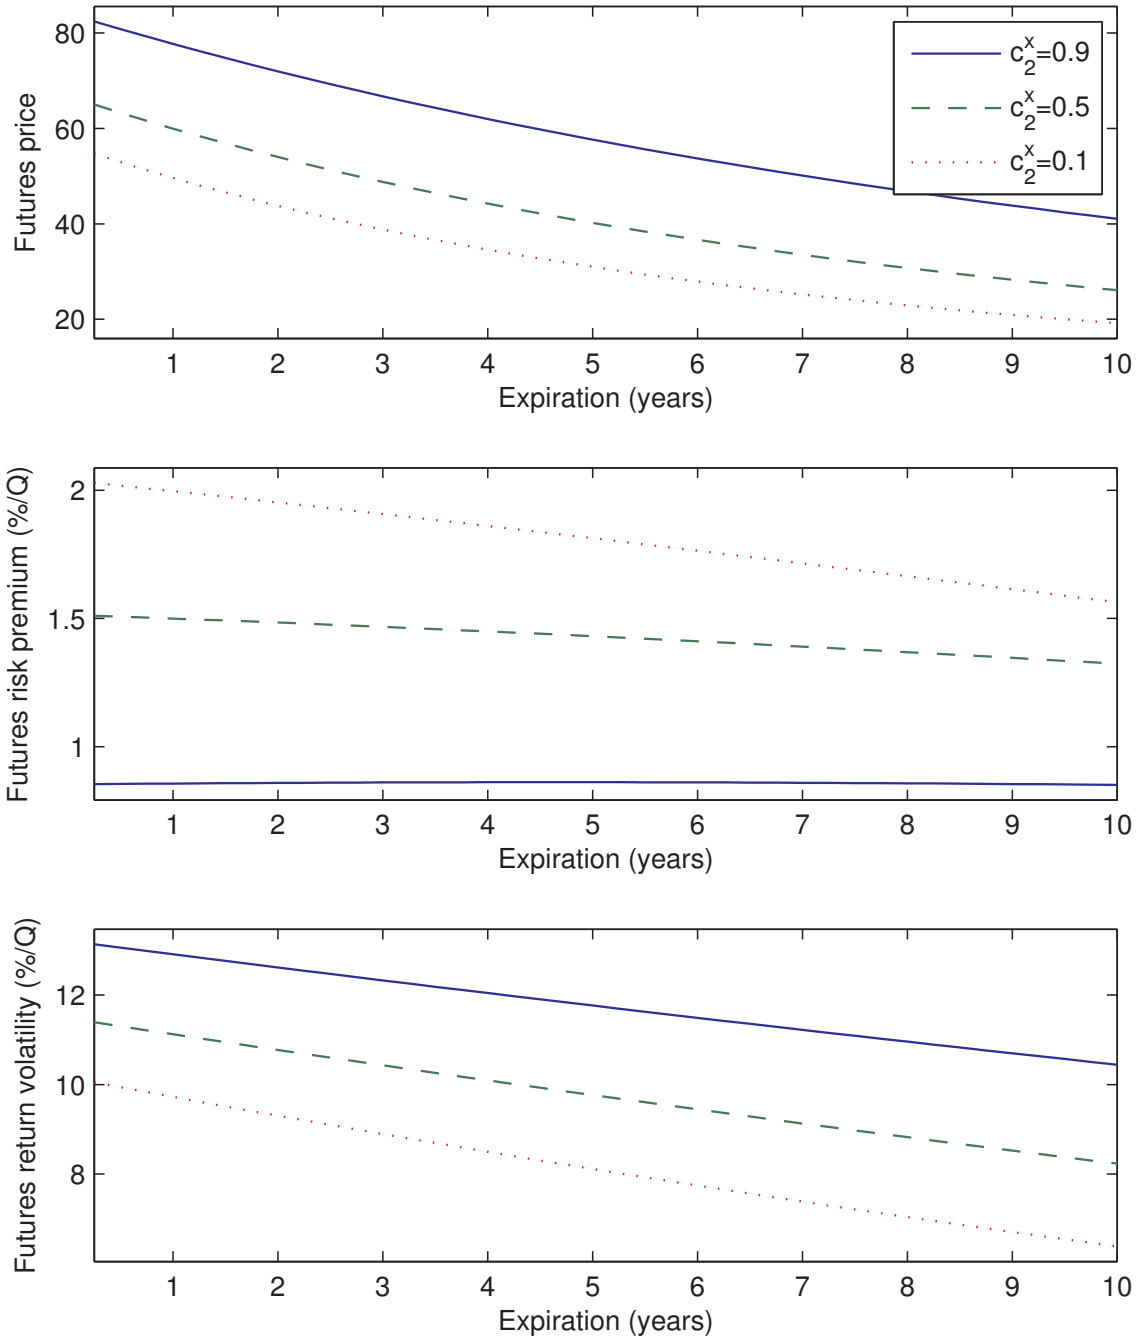 Futures price
80
60
40
20
c₂ˣ=0.9
c₂ˣ=0.5
c₂ˣ=0.1
1 2 3 4 5 6 7 8 9 10
Expiration (years)
Futures risk premium (%/Q)
2
1.5
1
1 2 3 4 5 6 7 8 9 10
Expiration (years)
Futures return volatility (%/Q)
12
10
8
1 2 3 4 5 6 7 8 9 10
Expiration (years)